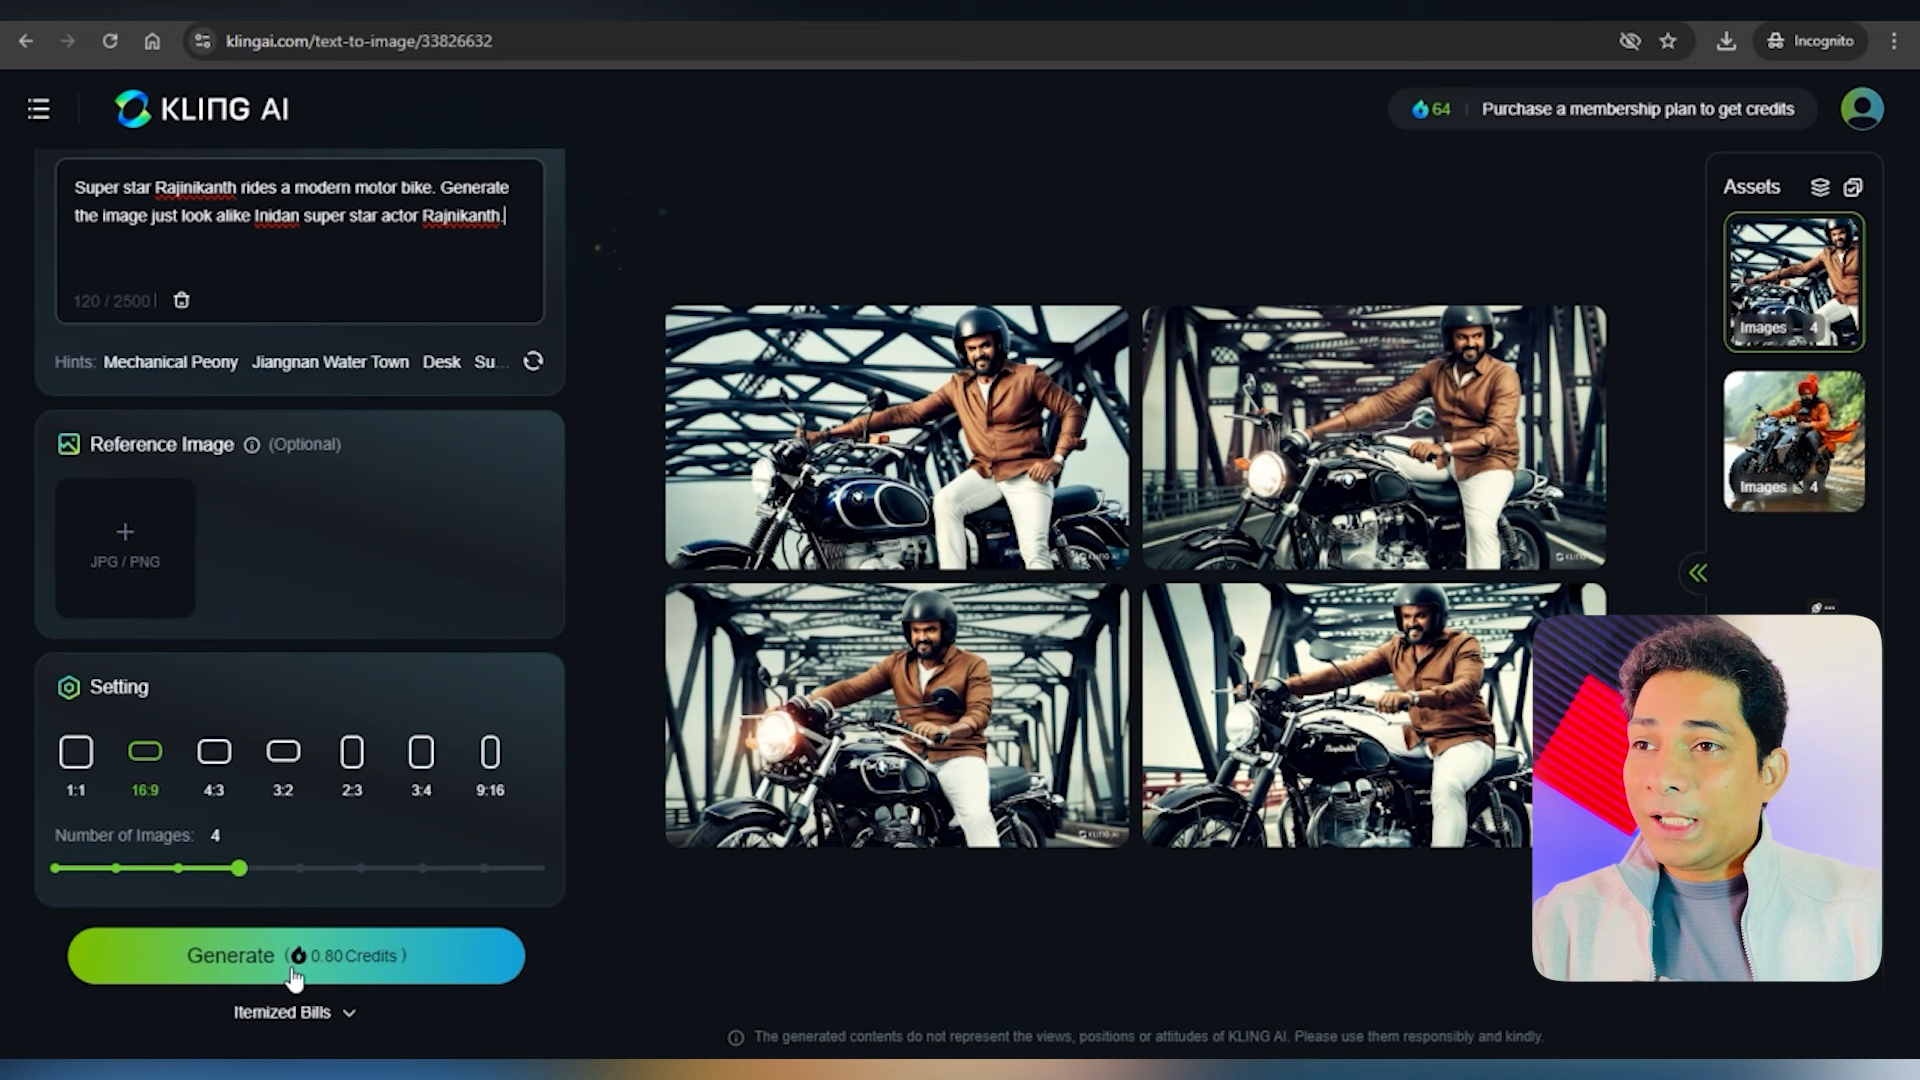 klingai.com/text-to-image/33826632
Incognito
KLING AI
64
Purchase a membership plan to get credits
Super star Rajinikanth rides a modern motor bike. Generate
the image just look alike Inidan super star actor Rajnikanth.
120 / 2500
Hints: Mechanical Peony Jiangnan Water Town Desk Su...
Reference Image (Optional)
JPG / PNG
Setting
1:1 16:9 4:3 3:2 2:3 3:4 9:16
Number of Images: 4
Generate ( 0.80 Credits )
Itemized Bills
KLING AI
KLING AI
Assets
Images 4
Images 4
The generated contents do not represent the views, positions or attitudes of KLING AI. Please use them responsibly and kindly.